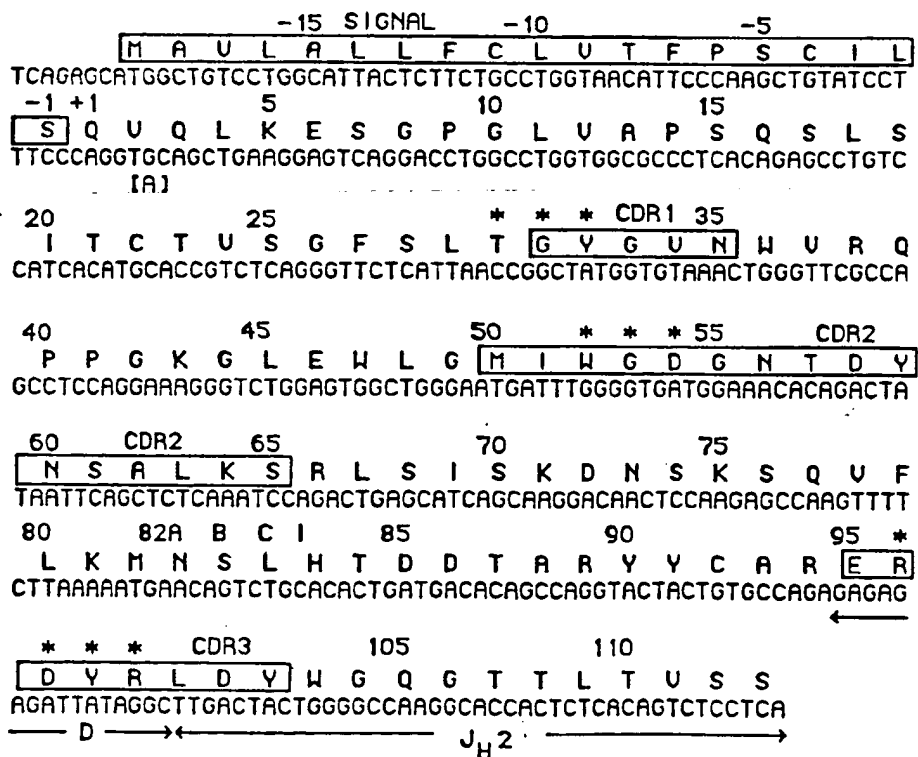 -15 SIGNAL -10 -5
M A V L A L L F C L V T F P S C I L
TCAGAGCATGGCTGTCCTGGCATTACTCTTCTGCCTGGTAACATTCCCAAGCTGTATCCT
-1 +1 5 10 15
S Q V Q L K E S G P G L V A P S Q S L S
TTCCCAGGTGCAGCTGAAGGAGTCAGGACCTGGCCTGGTGGCGCCCTCACAGAGCCTGTC
[A]
20 25 * * * CDR1 35
I T C T V S G F S L T G Y G V N W V R Q
CATCACATGCACCGTCTCAGGGTTCTCATTAACCGGCTATGGTGTAAACTGGGTTCGCCA
40 45 50 * * * 55 CDR2
P P G K G L E W L G M I W G D G N T D Y
GCCTCCAGGAAAGGGTCTGGAGTGGCTGGGAATGATTTGGGGTGATGGAAACACAGACTA
60 CDR2 65 70 75
N S A L K S R L S I S K D N S K S Q V F
TAATTCAGCTCTCAAATCCAGACTGAGCATCAGCAAGGACAACTCCAAGAGCCAAGTTTT
80 82A B C I 85 90 95 *
L K M N S L H T D D T A R Y Y C A R E R
CTTAAAAATGAACAGTCTGCACACTGATGACACAGCCAGGTACTACTGTGCCAGAGAGAG
* * * CDR3 105 110
D Y R L D Y W G Q G T T L T V S S
AGATTATAGGCTTGACTACTGGGGCCAAGGCACCACTCTCACAGTCTCCTCA
D JH2